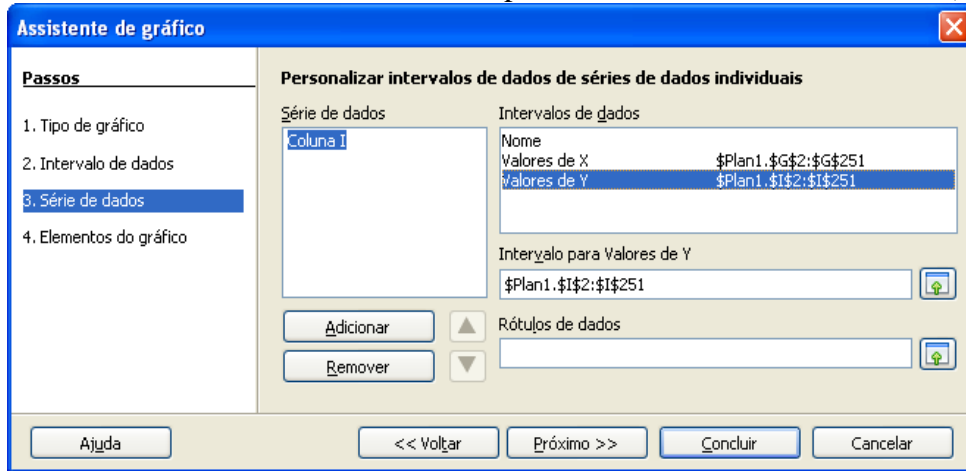 Assistente de gráfico
Passos
1. Tipo de gráfico
2. Intervalo de dados
3. Série de dados
4. Elementos do gráfico
Personalizar intervalos de dados de séries de dados individuais
Série de dados
Coluna I
Adicionar
Remover
Intervalos de dados
Nome
Valores de X $Plan1.$G$2:$G$251
Valores de Y $Plan1.$I$2:$I$251
Intervalo para Valores de Y
$Plan1.$I$2:$I$251
Rótulos de dados
Ajuda
<< Voltar
Próximo >>
Concluir
Cancelar